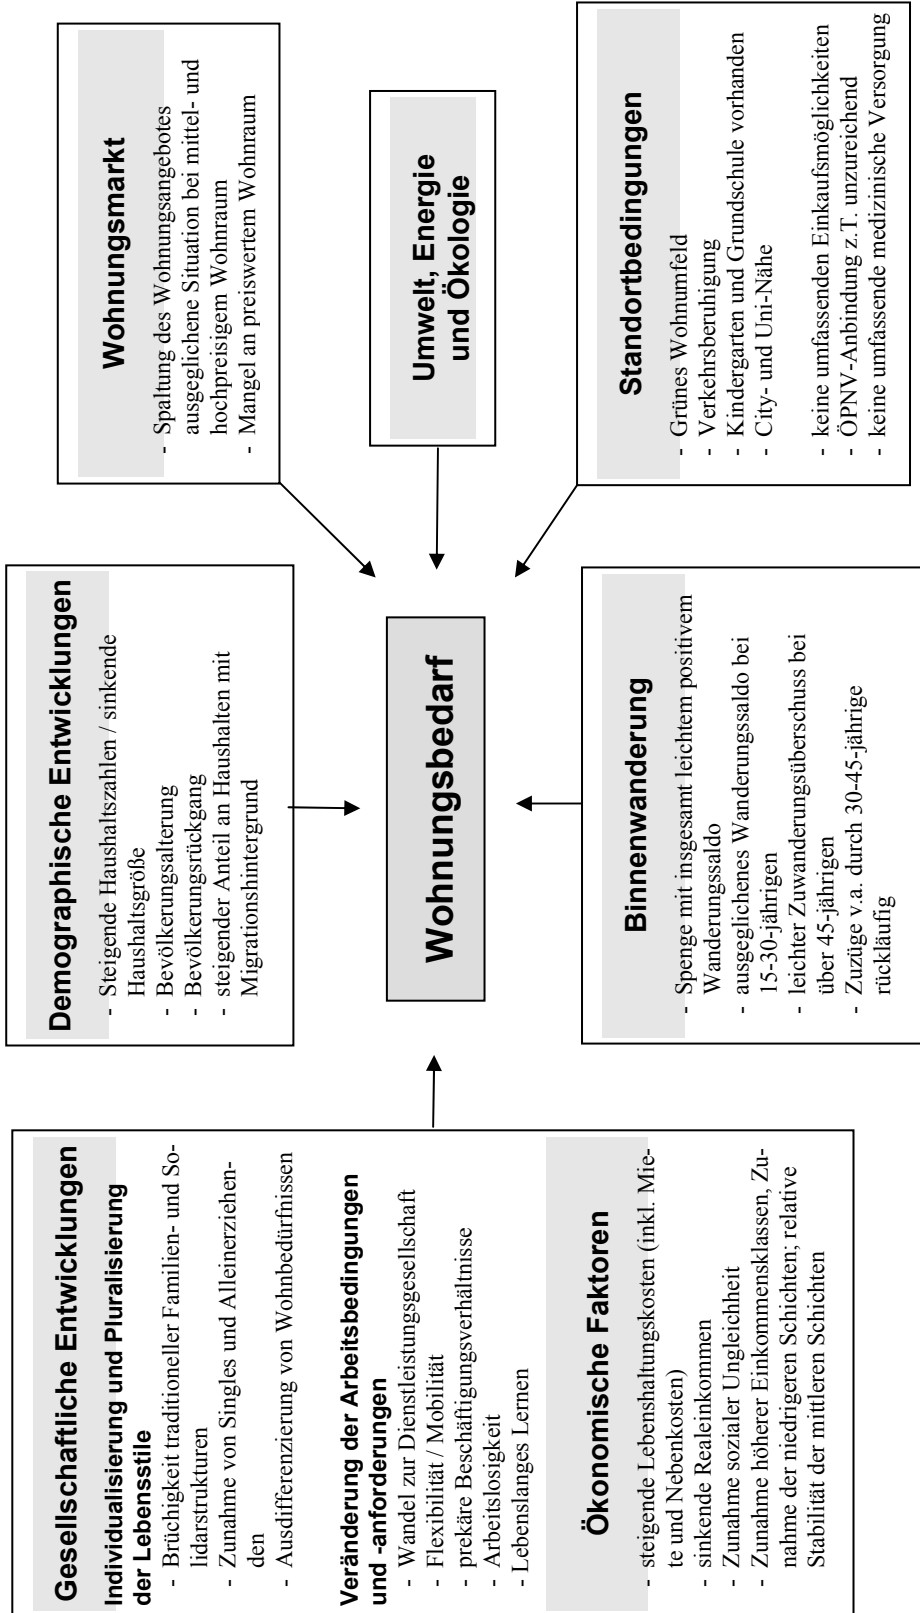 Gesellschaftliche Entwicklungen
Individualisierung und Pluralisierung
der Lebensstile
- Brüchigkeit traditioneller Familien- und So-
lidarstrukturen
- Zunahme von Singles und Alleinerziehen-
den
- Ausdifferenzierung von Wohnbedürfnissen
Veränderung der Arbeitsbedingungen
und -anforderungen
- Wandel zur Dienstleistungsgesellschaft
- Flexibilität / Mobilität
- prekäre Beschäftigungsverhältnisse
- Arbeitslosigkeit
- Lebenslanges Lernen
Ökonomische Faktoren
- steigende Lebenshaltungskosten (inkl. Mie-
te und Nebenkosten)
- sinkende Realeinkommen
- Zunahme sozialer Ungleichheit
- Zunahme höherer Einkommensklassen, Zu-
nahme der niedrigeren Schichten; relative
Stabilität der mittleren Schichten
Demographische Entwicklungen
- Steigende Haushaltszahlen / sinkende
Haushaltsgröße
- Bevölkerungsalterung
- Bevölkerungsrückgang
- steigender Anteil an Haushalten mit
Migrationshintergrund
Wohnungsbedarf
Binnenwanderung
- Spenge mit insgesamt leichtem positivem
Wanderungssaldo
- ausgeglichenes Wanderungssaldo bei
15-30-jährigen
- leichter Zuwanderungsüberschuss bei
über 45-jährigen
- Zuzüge v.a. durch 30-45-jährige
rückläufig
Wohnungsmarkt
- Spaltung des Wohnungsangebotes
ausgeglichene Situation bei mittel- und
hochpreisigem Wohnraum
- Mangel an preiswertem Wohnraum
Umwelt, Energie
und Ökologie
Standortbedingungen
- Grünes Wohnumfeld
- Verkehrsberuhigung
- Kindergarten und Grundschule vorhanden
- City- und Uni-Nähe
- keine umfassenden Einkaufsmöglichkeiten
- ÖPNV-Anbindung z.T. unzureichend
- keine umfassende medizinische Versorgung